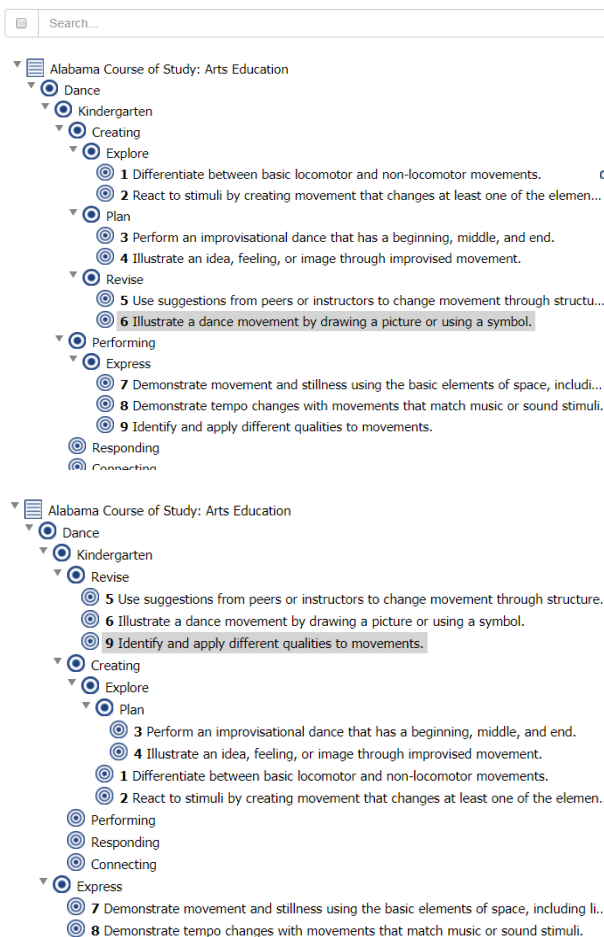 Search...
Alabama Course of Study: Arts Education
Dance
Kindergarten
Creating
Explore
1 Differentiate between basic locomotor and non-locomotor movements.
2 React to stimuli by creating movement that changes at least one of the elemen...
Plan
3 Perform an improvisational dance that has a beginning, middle, and end.
4 Illustrate an idea, feeling, or image through improvised movement.
Revise
5 Use suggestions from peers or instructors to change movement through structu...
6 Illustrate a dance movement by drawing a picture or using a symbol.
Performing
Express
7 Demonstrate movement and stillness using the basic elements of space, includi...
8 Demonstrate tempo changes with movements that match music or sound stimuli.
9 Identify and apply different qualities to movements.
Responding
Connecting
Alabama Course of Study: Arts Education
Dance
Kindergarten
Revise
5 Use suggestions from peers or instructors to change movement through structure.
6 Illustrate a dance movement by drawing a picture or using a symbol.
9 Identify and apply different qualities to movements.
Creating
Explore
Plan
3 Perform an improvisational dance that has a beginning, middle, and end.
4 Illustrate an idea, feeling, or image through improvised movement.
1 Differentiate between basic locomotor and non-locomotor movements.
2 React to stimuli by creating movement that changes at least one of the elemen..
Performing
Responding
Connecting
Express
7 Demonstrate movement and stillness using the basic elements of space, including li..
8 Demonstrate tempo changes with movements that match music or sound stimuli.